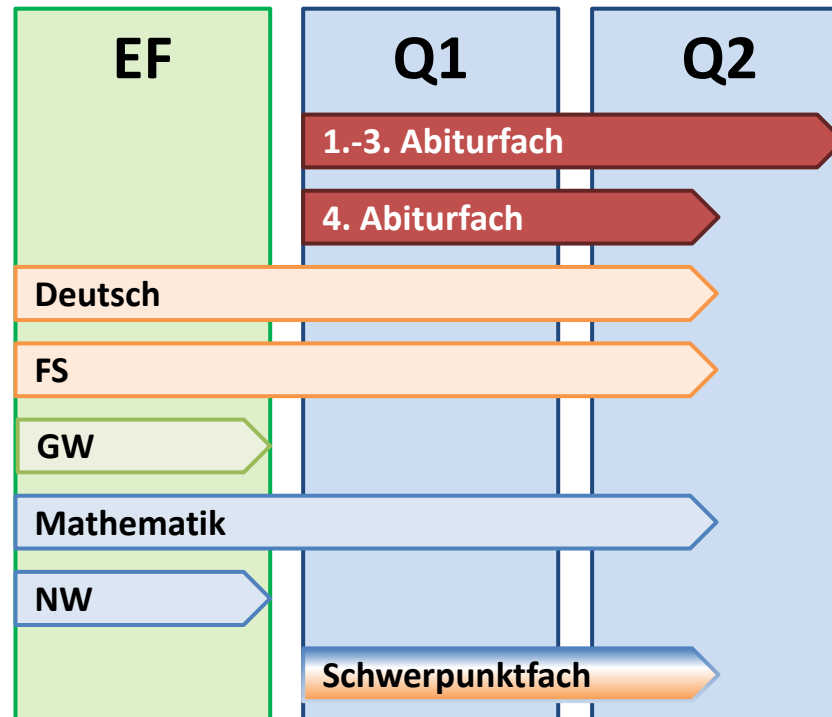 EF Q1 Q2
1.-3. Abiturfach
4. Abiturfach
Deutsch
FS
GW
Mathematik
NW
Schwerpunktfach